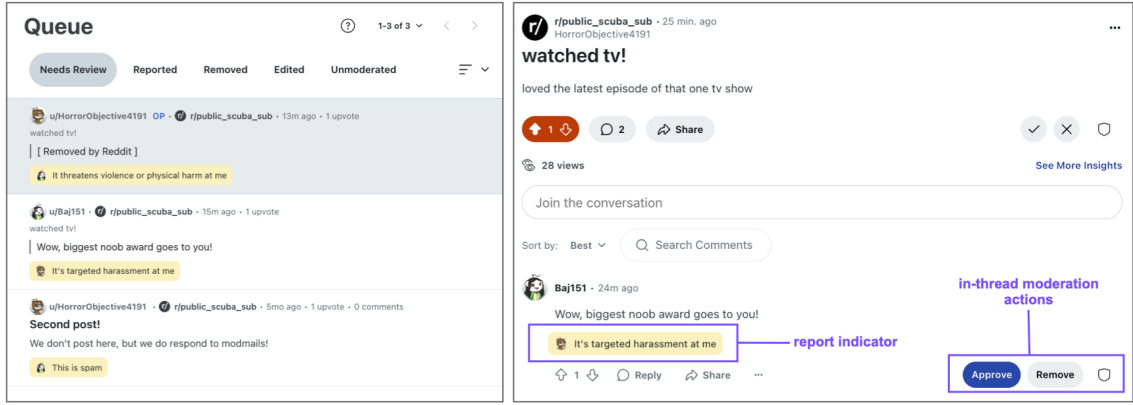 Queue
1-3 of 3
Needs Review Reported Removed Edited Unmoderated
u/HorrorObjective4191 OP · r/public_scuba_sub · 13m ago · 1 upvote
watched tv!
[ Removed by Reddit ]
It threatens violence or physical harm at me
u/Baj151 · r/public_scuba_sub · 15m ago · 1 upvote
watched tv!
Wow, biggest noob award goes to you!
It's targeted harassment at me
u/HorrorObjective4191 · r/public_scuba_sub · 5mo ago · 1 upvote · 0 comments
Second post!
We don't post here, but we do respond to modmails!
This is spam
r/
r/public_scuba_sub · 25 min. ago
HorrorObjective4191
watched tv!
loved the latest episode of that one tv show
1 2 Share
28 views See More Insights
Join the conversation
Sort by: Best Search Comments
Baj151 · 24m ago
Wow, biggest noob award goes to you!
It's targeted harassment at me
report indicator
in-thread moderation
actions
1 Reply Share
Approve Remove